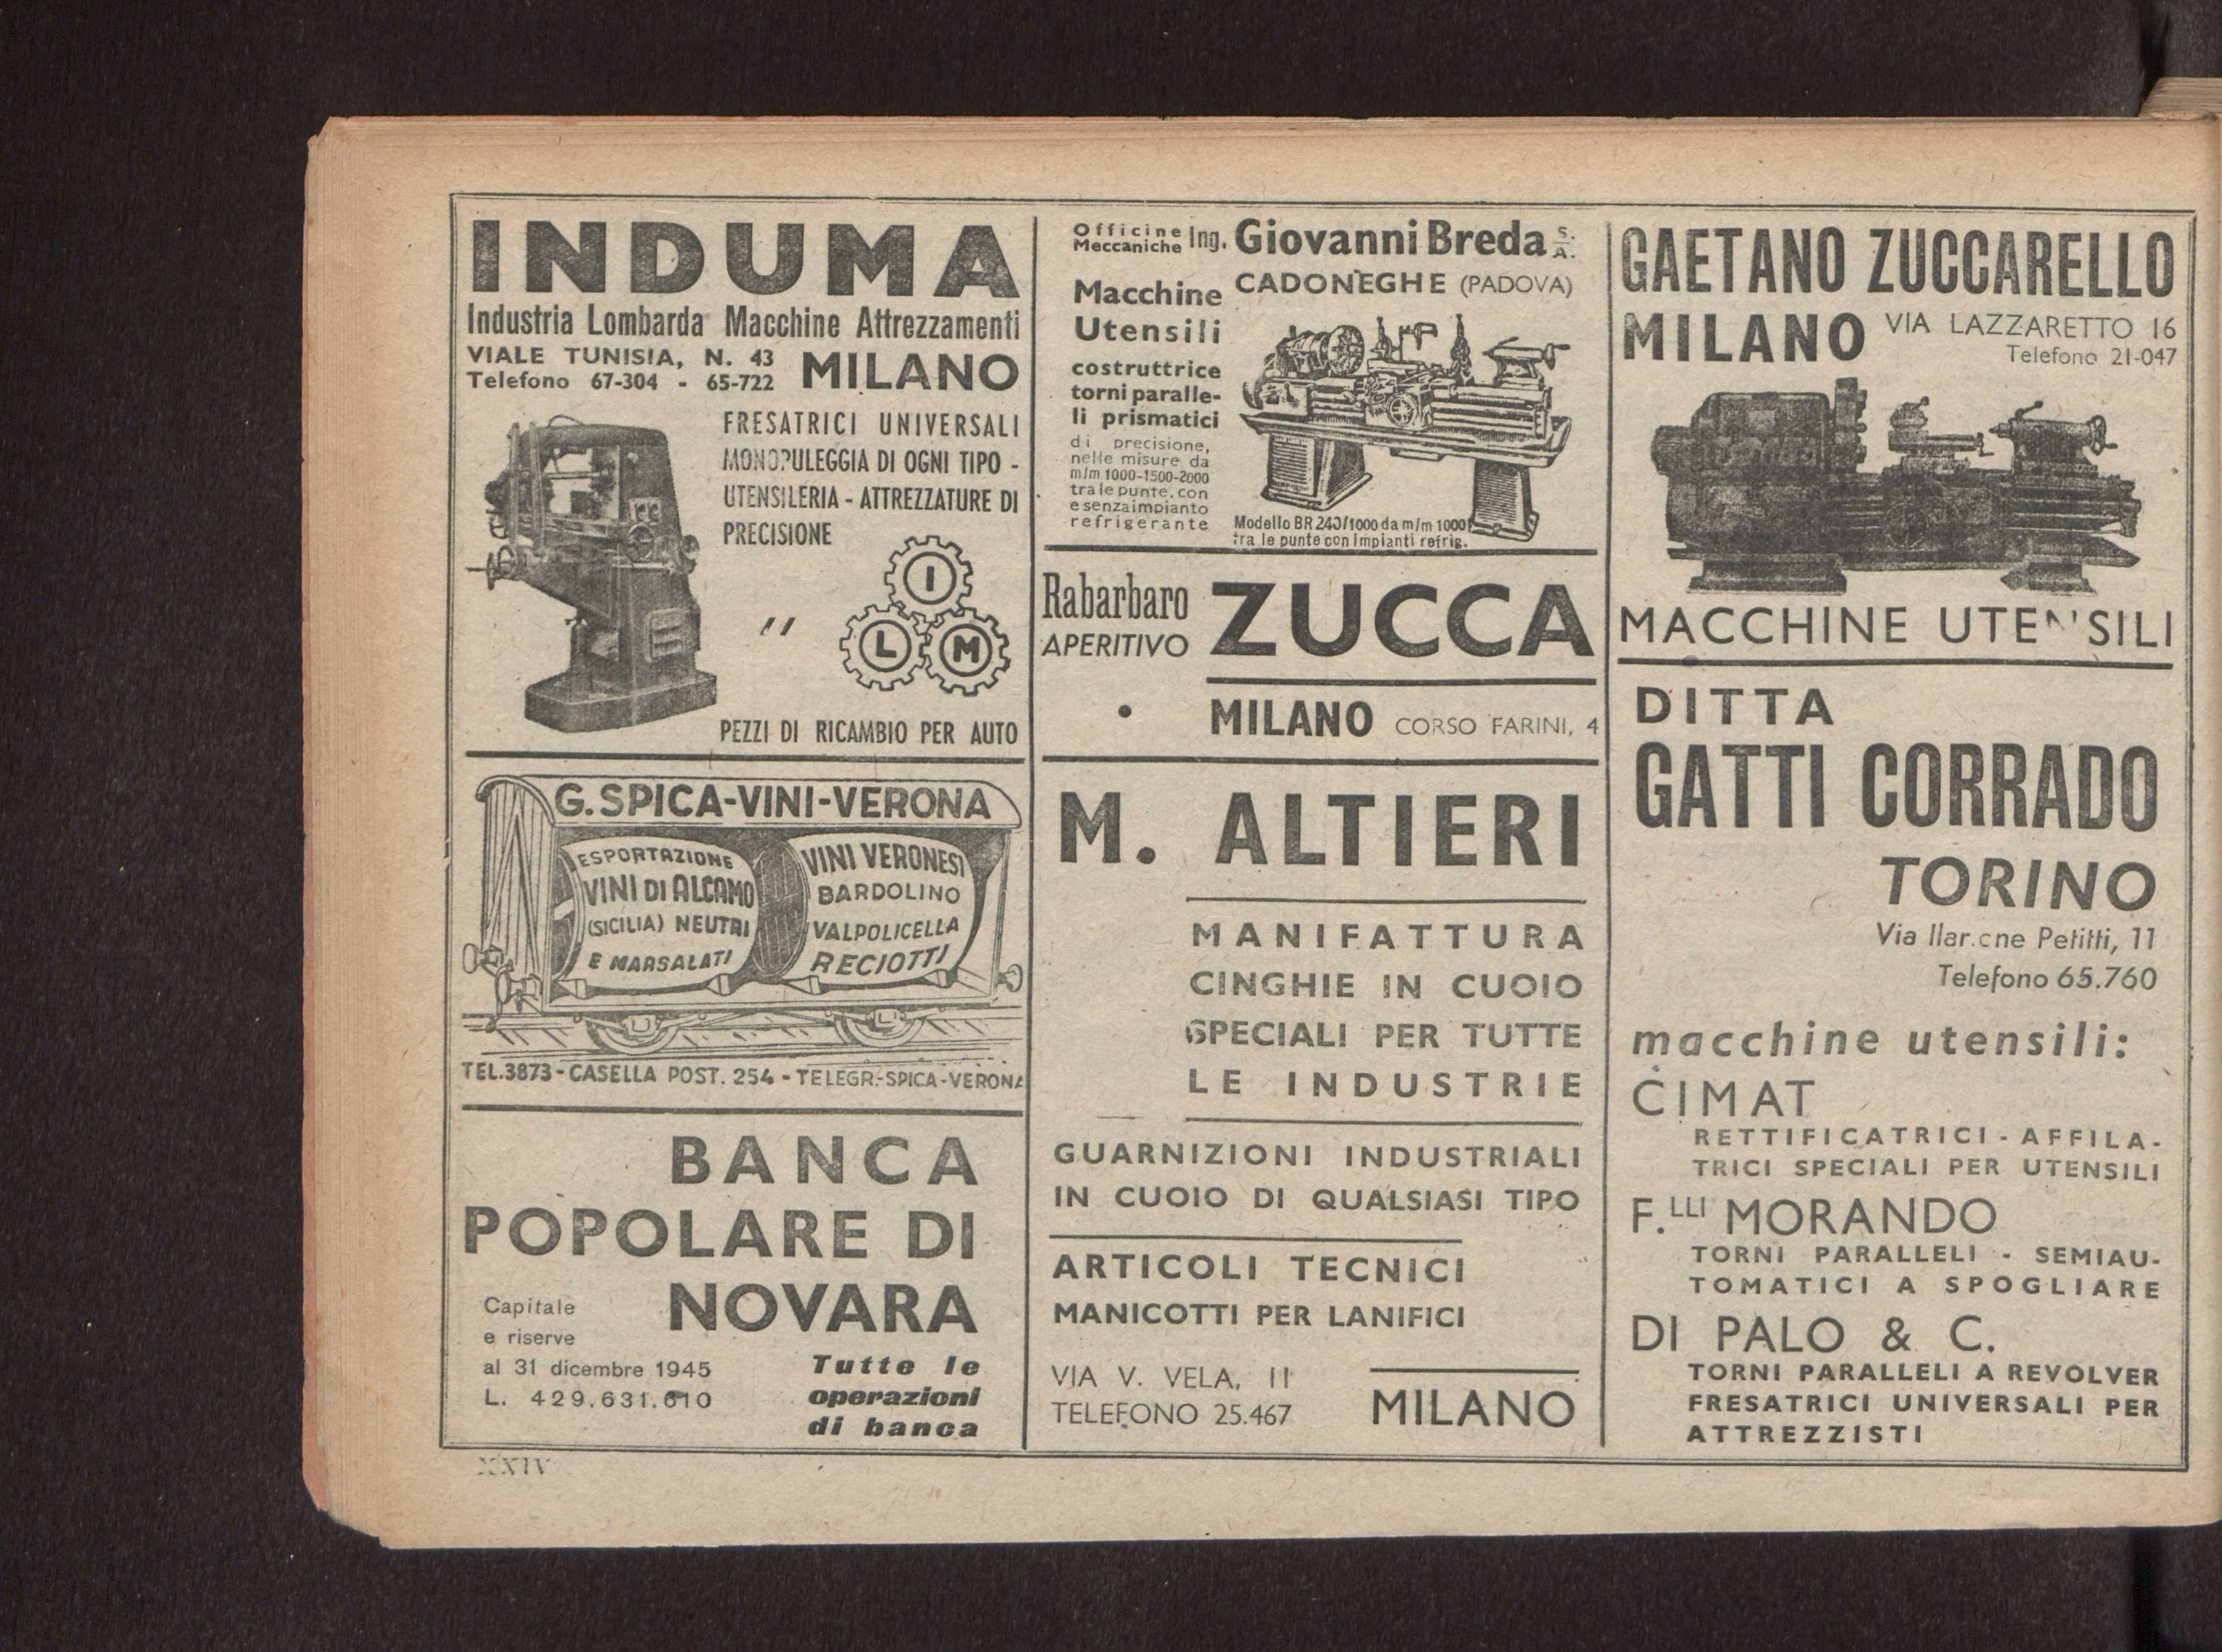 INDUMA
Industria Lombarda Macchine Attrezzamenti
VIALE TUNISIA, N. 43
Telefono 67-304 - 65-722
MILANO
FRESATRICI UNIVERSALI
MONOPULEGGIA DI OGNI TIPO -
UTENSILERIA - ATTREZZATURE DI
PRECISIONE
I
L M
PEZZI DI RICAMBIO PER AUTO
G. SPICA-VINI-VERONA
ESPORTAZIONE
VINI DI ALCAMO
(SICILIA) NEUTRI
E MARSALATI
VINI VERONESI
BARDOLINO
VALPOLICELLA
RECIOTTI
TEL.3873-CASELLA POST. 254 - TELEGR.-SPICA-VERONA
BANCA
POPOLARE DI
NOVARA
Capitale
e riserve
al 31 dicembre 1945
L. 429.631.610
Tutte le
operazioni
di banca
Officine
Meccaniche
Ing. Giovanni Breda S. A.
CADONEGHE (PADOVA)
Macchine
Utensili
costruttrice
torni paralle-
li prismatici
di precisione,
nelle misure da
m/m 1000-1500-2000
tra le punte, con
e senza impianto
refrigerante
Modello BR 240/1000 da m/m 1000
tra le punte con impianti refrig.
Rabarbaro
APERITIVO
ZUCCA
• MILANO CORSO FARINI, 4
M. ALTIERI
MANIFATTURA
CINGHIE IN CUOIO
SPECIALI PER TUTTE
LE INDUSTRIE
GUARNIZIONI INDUSTRIALI
IN CUOIO DI QUALSIASI TIPO
ARTICOLI TECNICI
MANICOTTI PER LANIFICI
VIA V. VELA, 11
TELEFONO 25.467
MILANO
GAETANO ZUCCARELLO
MILANO
VIA LAZZARETTO 16
Telefono 21-047
MACCHINE UTENSILI
DITTA
GATTI CORRADO
TORINO
Via Ilarione Petitti, 11
Telefono 65.760
macchine utensili:
CIMAT
RETTIFICATRICI - AFFILA-
TRICI SPECIALI PER UTENSILI
F.LLI MORANDO
TORNI PARALLELI - SEMIAU-
TOMATICI A SPOGLIARE
DI PALO & C.
TORNI PARALLELI A REVOLVER
FRESATRICI UNIVERSALI PER
ATTREZZISTI
XXIV